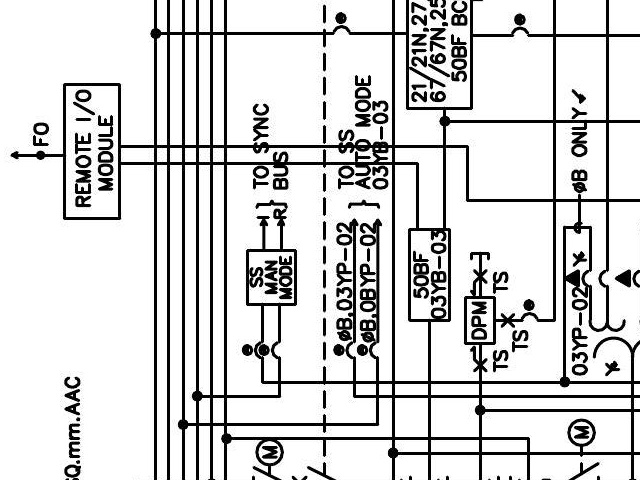 FO
REMOTE I/O
MODULE
SQ.mm.AAC
TO SYNC
BUS
I
R
SS
MAN
MODE
M
TO SS
AUTO MODE
03YB-03
ØB,03YP-02
ØB,0BYP-02
21/21N,27,
67/67N,25
50BF BC
50BF
03YB-03
DPM
TS
TS
TS
ØB ONLY
03YP-02
M